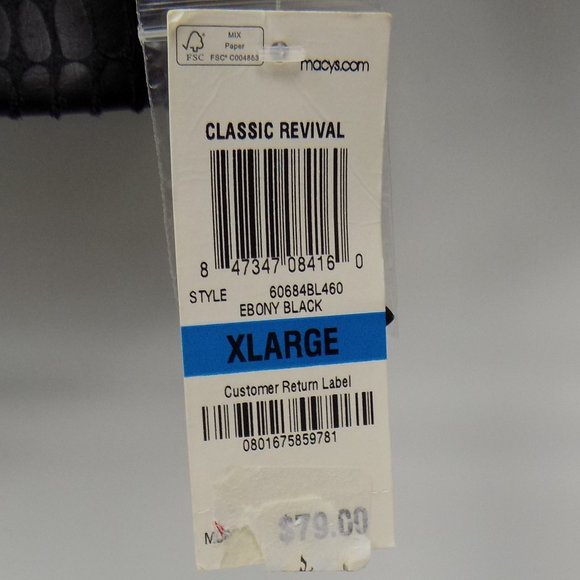 MIX
Paper
FSC
FSC® C004853
macys.com
CLASSIC REVIVAL
8 47347 08416 0
STYLE 60684BL460
EBONY BLACK
XLARGE
Customer Return Label
0801675859781
$79.00